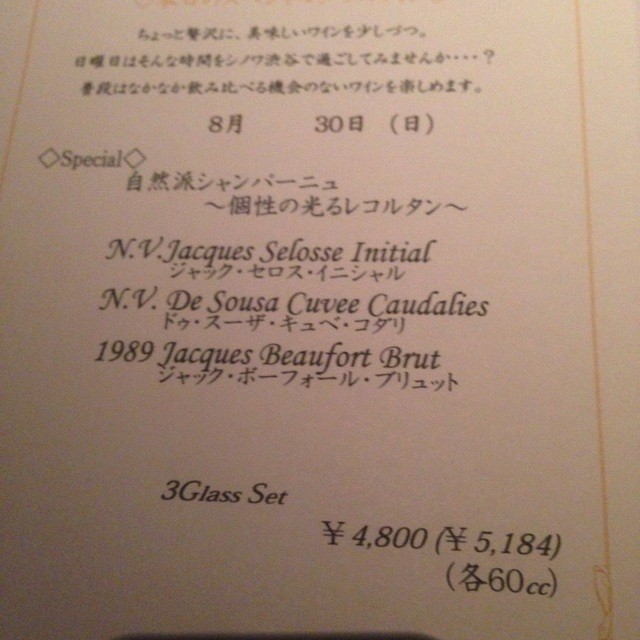 ちょっと贅沢に、美味しいワインを少しづつ。
日曜日はそんな時間をシノワ渋谷で過ごしてみませんか・・・？
普段はなかなか飲み比べる機会のないワインを楽しめます。
8月 30日 （日）
◇Special◇
自然派シャンパーニュ
～個性の光るレコルタン～
N.V.Jacques Selosse Initial
ジャック・セロス・イニシャル
N.V. De Sousa Cuvee Caudalies
ドゥ・スーザ・キュベ・コダリ
1989 Jacques Beaufort Brut
ジャック・ボーフォール・ブリュット
3Glass Set
￥4,800 (￥5,184)
（各60cc）